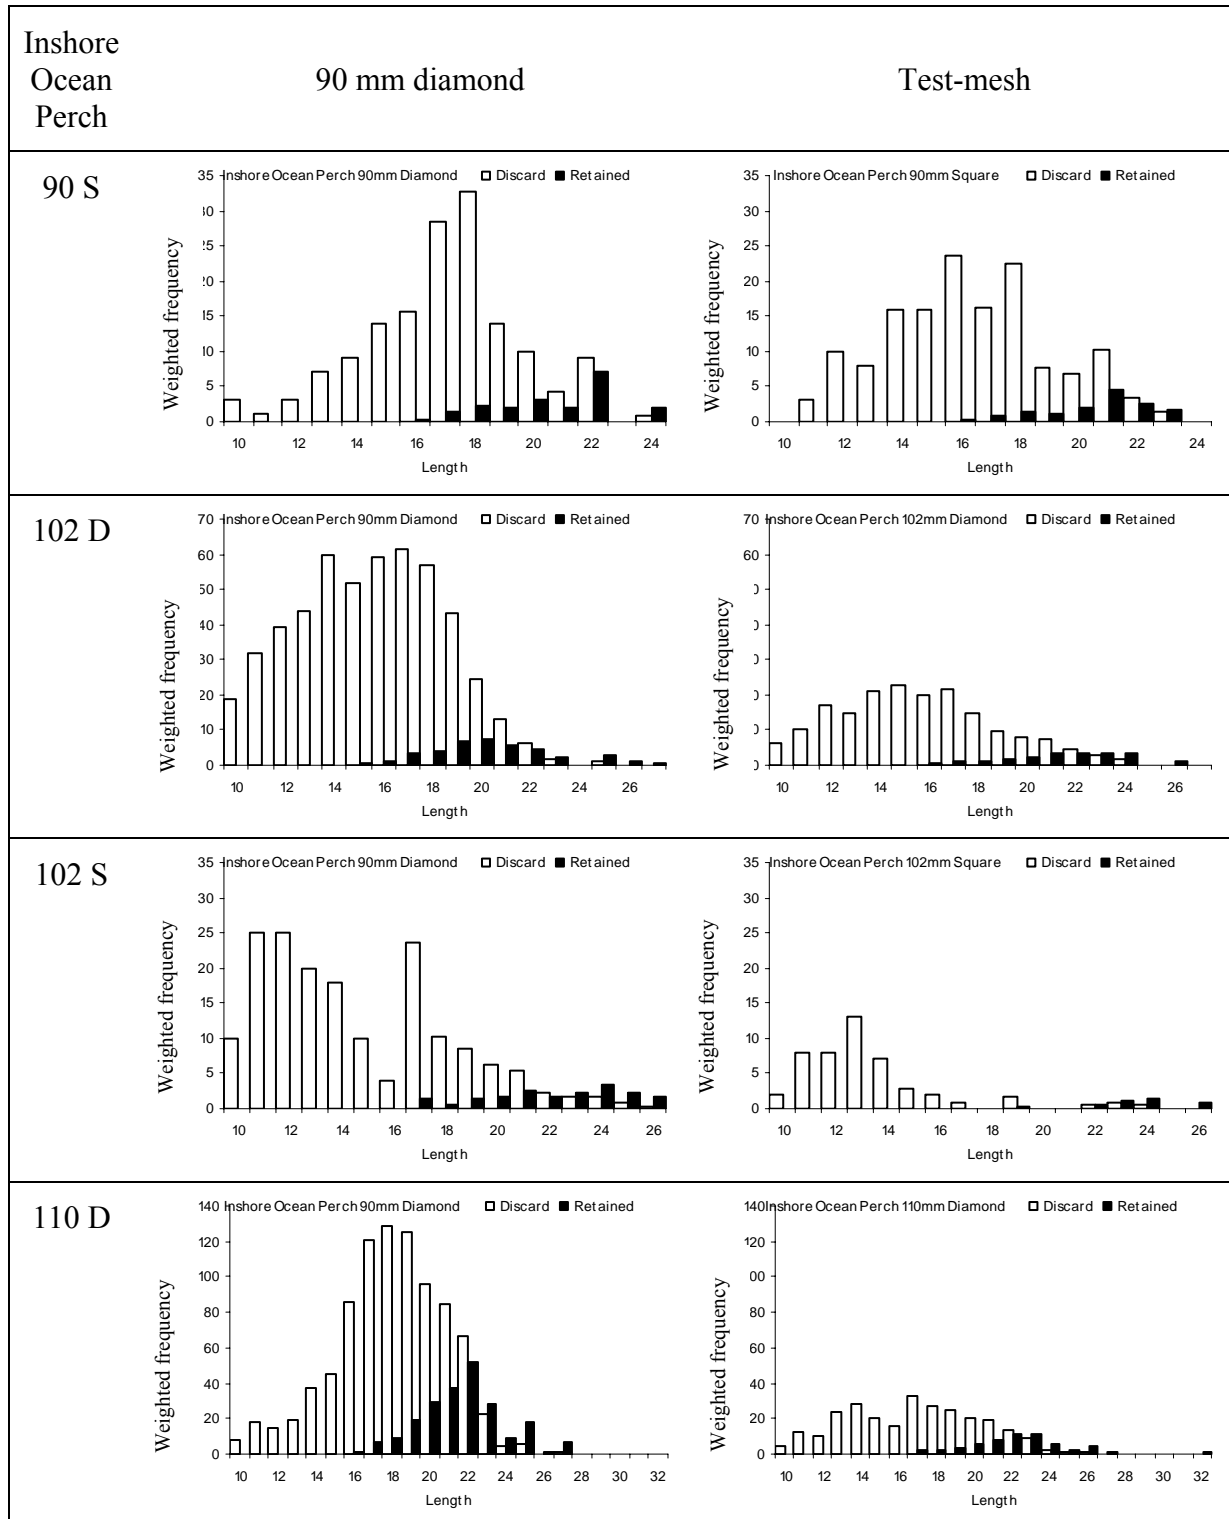 Inshore
Ocean
Perch
90 mm diamond
Test-mesh
90 S
Inshore Ocean Perch 90mm Diamond Discard Retained
Weighted frequency
35
30
25
20
15
10
5
0
10 12 14 16 18 20 22 24
Length
Inshore Ocean Perch 90mm Square Discard Retained
Weighted frequency
35
30
25
20
15
10
5
0
10 12 14 16 18 20 22 24
Length
102 D
Inshore Ocean Perch 90mm Diamond Discard Retained
Weighted frequency
70
60
50
40
30
20
10
0
10 12 14 16 18 20 22 24 26
Length
Inshore Ocean Perch 102mm Diamond Discard Retained
Weighted frequency
70
60
10 12 14 16 18 20 22 24 26
Length
102 S
Inshore Ocean Perch 90mm Diamond Discard Retained
Weighted frequency
35
30
25
20
15
10
5
0
10 12 14 16 18 20 22 24 26
Length
Inshore Ocean Perch 102mm Square Discard Retained
Weighted frequency
35
30
25
20
15
10
5
0
10 12 14 16 18 20 22 24 26
Length
110 D
Inshore Ocean Perch 90mm Diamond Discard Retained
Weighted frequency
140
120
100
80
60
40
20
0
10 12 14 16 18 20 22 24 26 28 30 32
Length
Inshore Ocean Perch 110mm Diamond Discard Retained
Weighted frequency
140
120
100
80
60
40
20
0
10 12 14 16 18 20 22 24 26 28 30 32
Length